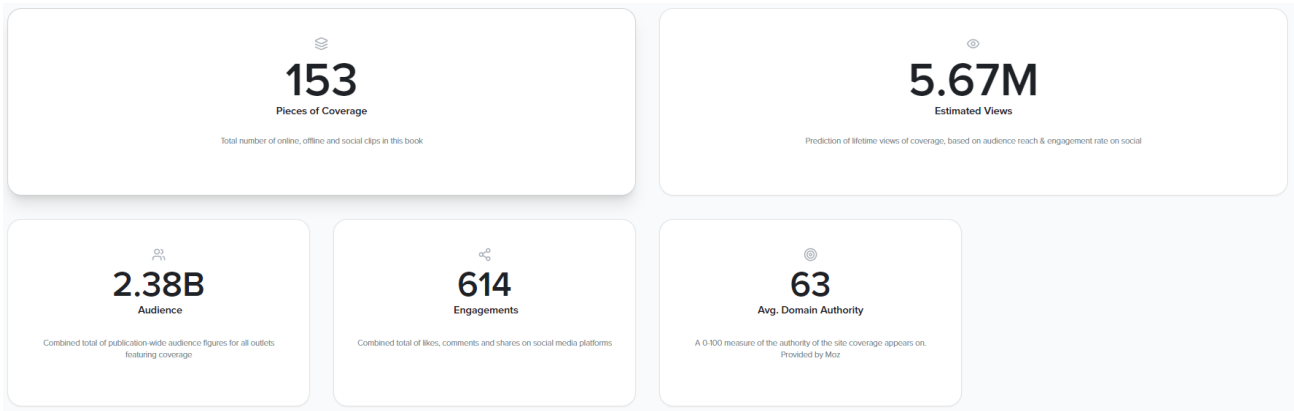 153
Pieces of Coverage
Total number of online, offline and social clips in this book
5.67M
Estimated Views
Prediction of lifetime views of coverage, based on audience reach & engagement rate on social
2.38B
Audience
Combined total of publication-wide audience figures for all outlets
featuring coverage
614
Engagements
Combined total of likes, comments and shares on social media platforms
63
Avg. Domain Authority
A 0-100 measure of the authority of the site coverage appears on.
Provided by Moz